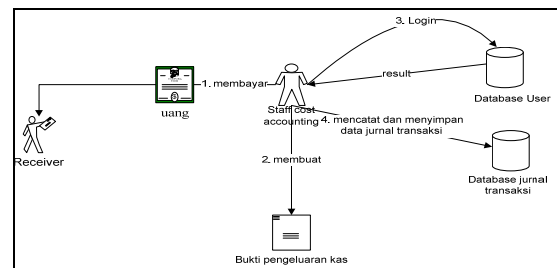 3. Login
1. membayar
result
uang
Database User
Staff cost
accounting
4. mencatat dan menyimpan
data jurnal transaksi
Receiver
2. membuat
Database jurnal
transaksi
Bukti pengeluaran kas